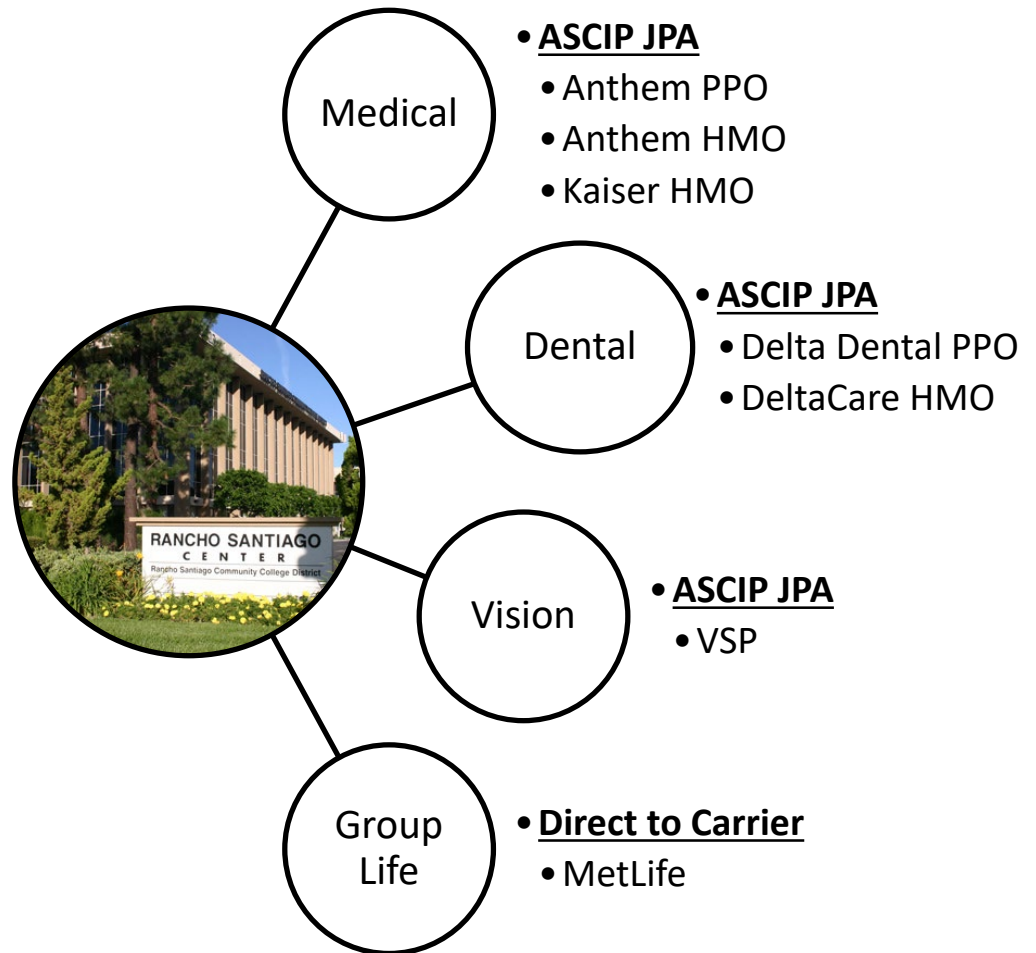 Medical
• ASCIP JPA
• Anthem PPO
• Anthem HMO
• Kaiser HMO
Dental
• ASCIP JPA
• Delta Dental PPO
• DeltaCare HMO
RANCHO SANTIAGO
CENTER
Rancho Santiago Community College District
Vision
• ASCIP JPA
• VSP
Group
Life
• Direct to Carrier
• MetLife